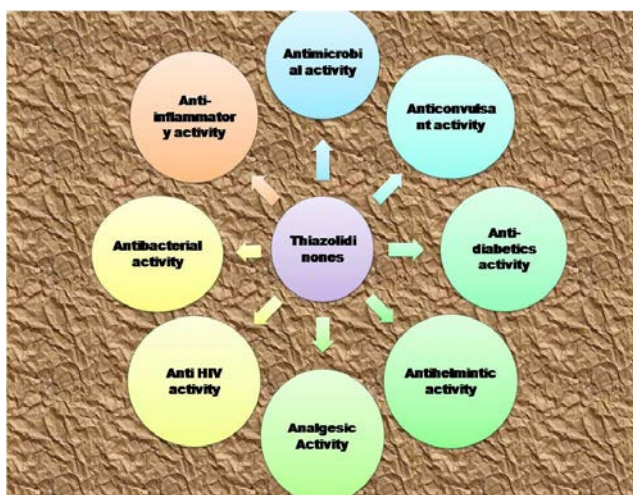 Antimicrobi
al activity
Anticonvulsa
nt activity
Anti-
diabetics
activity
Antihelmintic
activity
Analgesic
Activity
Anti HIV
activity
Antibacterial
activity
Anti-
inflammator
y activity
Thiazolidi
nones